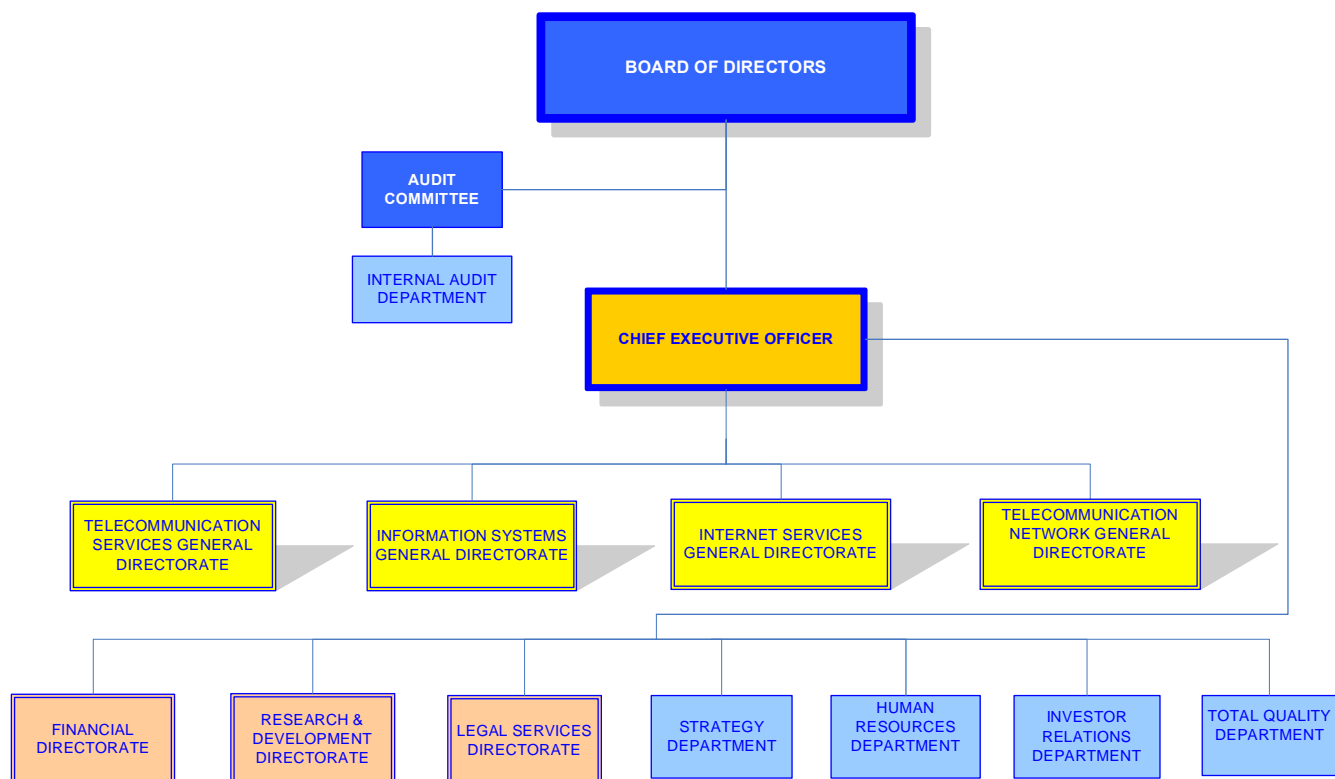 BOARD OF DIRECTORS
AUDIT
COMMITTEE
INTERNAL AUDIT
DEPARTMENT
CHIEF EXECUTIVE OFFICER
TELECOMMUNICATION
SERVICES GENERAL
DIRECTORATE
INFORMATION SYSTEMS
GENERAL DIRECTORATE
INTERNET SERVICES
GENERAL DIRECTORATE
TELECOMMUNICATION
NETWORK GENERAL
DIRECTORATE
FINANCIAL
DIRECTORATE
RESEARCH &
DEVELOPMENT
DIRECTORATE
LEGAL SERVICES
DIRECTORATE
STRATEGY
DEPARTMENT
HUMAN
RESOURCES
DEPARTMENT
INVESTOR
RELATIONS
DEPARTMENT
TOTAL QUALITY
DEPARTMENT